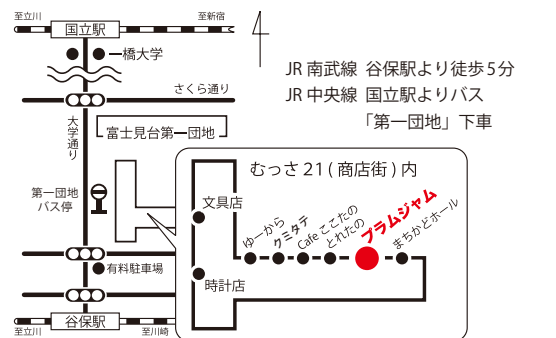 至立川
至新宿
国立駅
一橋大学
JR 南武線 谷保駅より徒歩5分
JR 中央線 国立駅よりバス
「第一団地」下車
さくら通り
大学通り
富士見台第一団地
むっさ21(商店街)内
第一団地
バス停
文具店
ゆーから
クミタテ
Cafe ここたの
とれたの
プラムジャム
まちかどホール
有料駐車場
時計店
谷保駅
至立川
至川崎